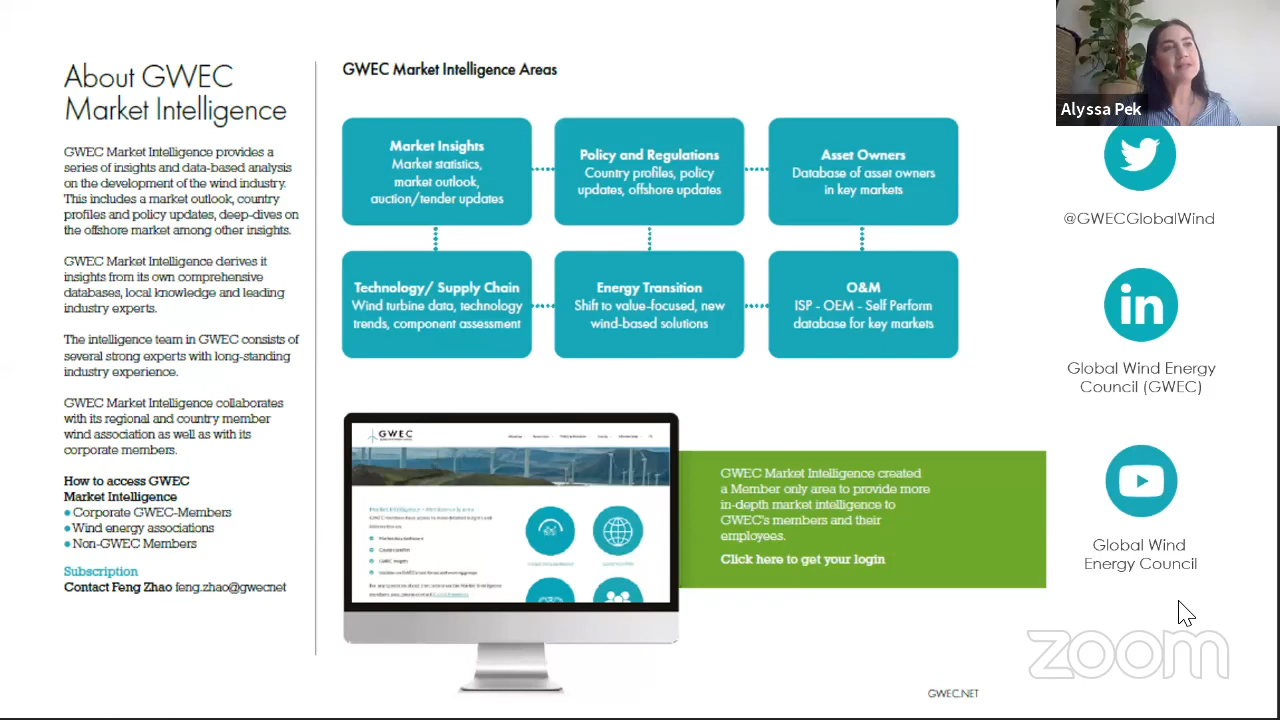 About GWEC
Market Intelligence
GWEC Market Intelligence provides a
series of insights and data-based analysis
on the development of the wind industry.
This includes a market outlook, country
profiles and policy updates, deep-dives on
the offshore market among other insights.
GWEC Market Intelligence derives it
insights from its own comprehensive
databases, local knowledge and leading
industry experts.
The intelligence team in GWEC consists of
several strong experts with long-standing
industry experience.
GWEC Market Intelligence collaborates
with its regional and country member
wind association as well as with its
corporate members.
How to access GWEC
Market Intelligence
Corporate GWEC-Members
Wind energy associations
Non-GWEC Members
Subscription
Contact Feng Zhao feng.zhao@gwecnet
GWEC Market Intelligence Areas
Market Insights
Market statistics,
market outlook,
auction/tender updates
Policy and Regulations
Country profiles, policy
updates, offshore updates
Asset Owners
Database of asset owners
in key markets
Technology/ Supply Chain
Wind turbine data, technology
trends, component assessment
Energy Transition
Shift to value-focused, new
wind-based solutions
O&M
ISP - OEM - Self Perform
database for key markets
GWEC
GWEC Market Intelligence created
a Member only area to provide more
in-depth market intelligence to
GWEC's members and their
employees.
Click here to get your login
GWEC.NET
Alyssa Pek
@GWECGlobalWind
in
Global Wind Energy
Council (GWEC)
Global Wind
Energy Council
zoom